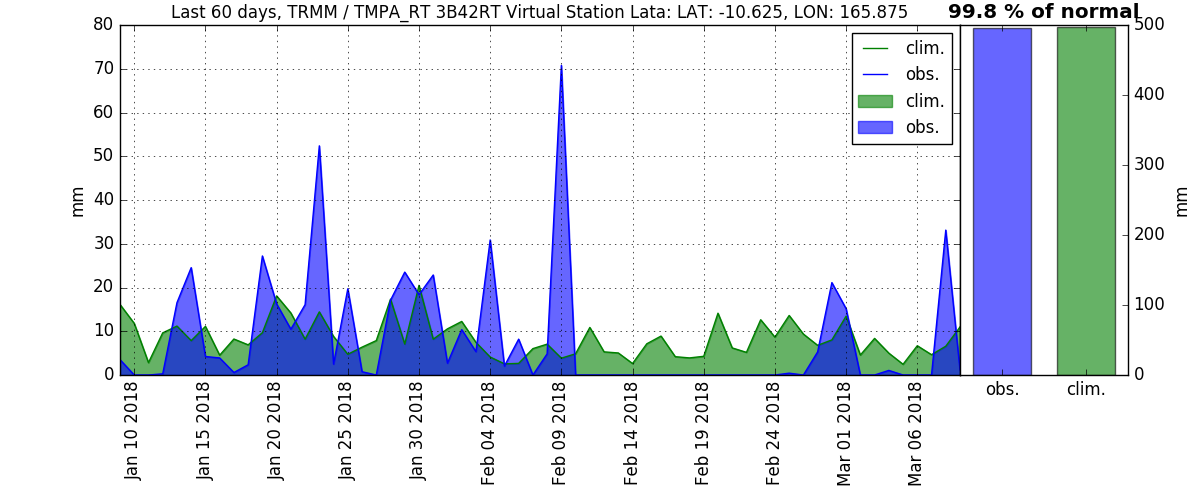 Last 60 days, TRMM / TMPA_RT 3B42RT Virtual Station Lata: LAT: -10.625, LON: 165.875
99.8 % of normal
80
70
60
50
40
30
20
10
0
mm
clim.
obs.
clim.
obs.
500
400
300
200
100
0
mm
Jan 10 2018
Jan 15 2018
Jan 20 2018
Jan 25 2018
Jan 30 2018
Feb 04 2018
Feb 09 2018
Feb 14 2018
Feb 19 2018
Feb 24 2018
Mar 01 2018
Mar 06 2018
obs.
clim.